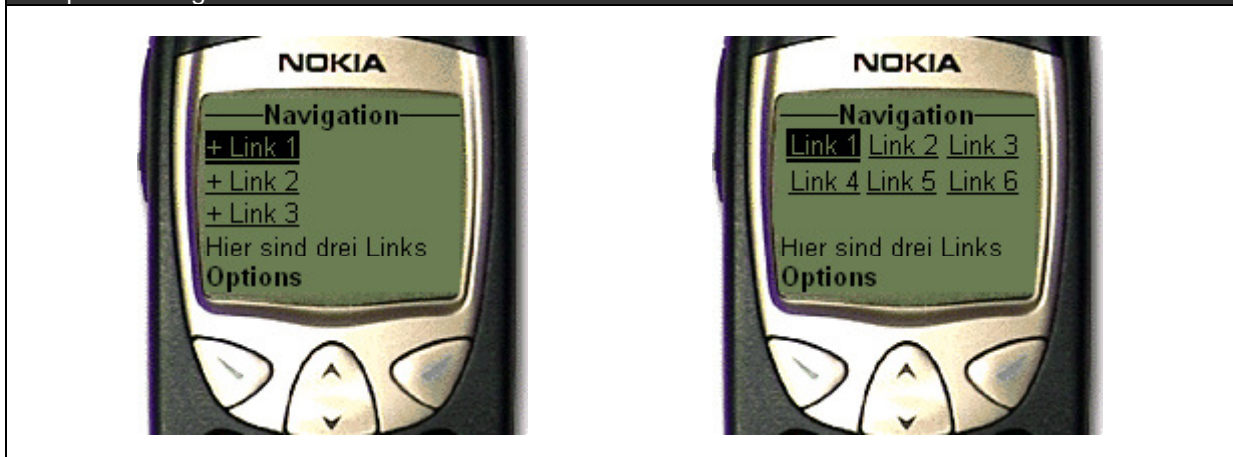 NOKIA
Navigation
+ Link 1
+ Link 2
+ Link 3
Hier sind drei Links
Options
NOKIA
Navigation
Link 1 Link 2 Link 3
Link 4 Link 5 Link 6
Hier sind drei Links
Options